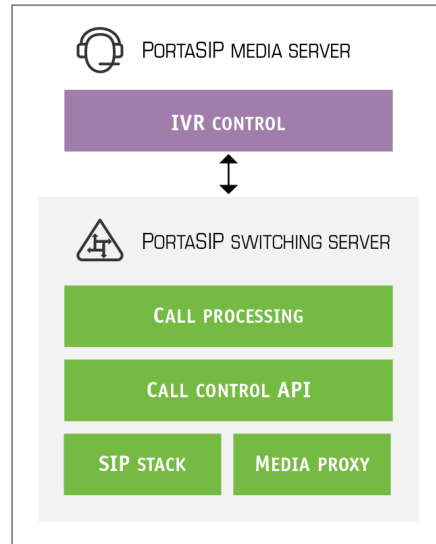 PortaSIP media server
IVR control
PortaSIP switching server
Call processing
Call control API
SIP stack
Media proxy